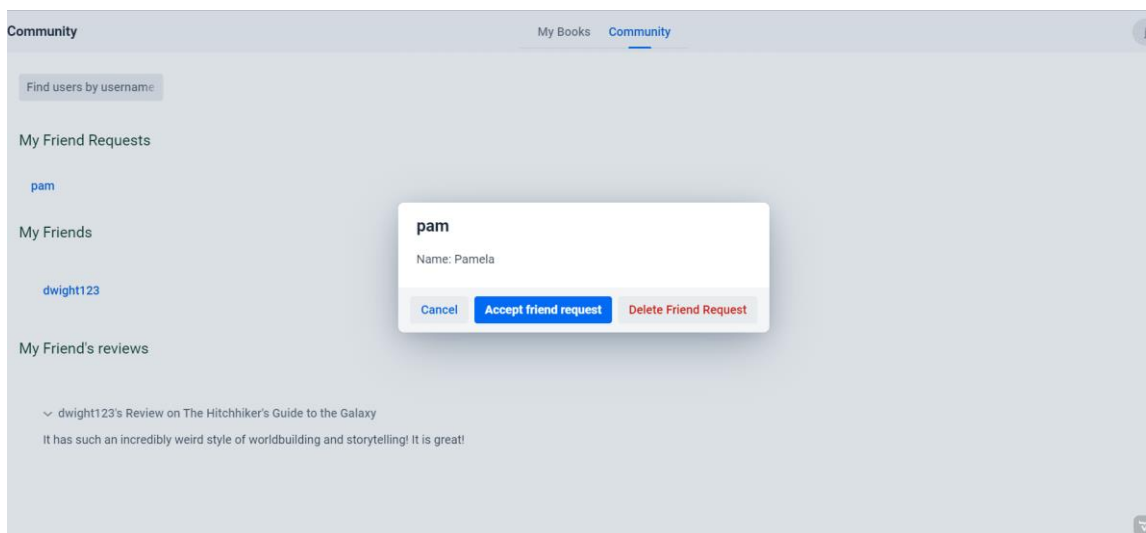 Community
My Books Community
Find users by username
My Friend Requests
pam
My Friends
dwight123
My Friend's reviews
dwight123's Review on The Hitchhiker's Guide to the Galaxy
It has such an incredibly weird style of worldbuilding and storytelling! It is great!
pam
Name: Pamela
Cancel Accept friend request Delete Friend Request